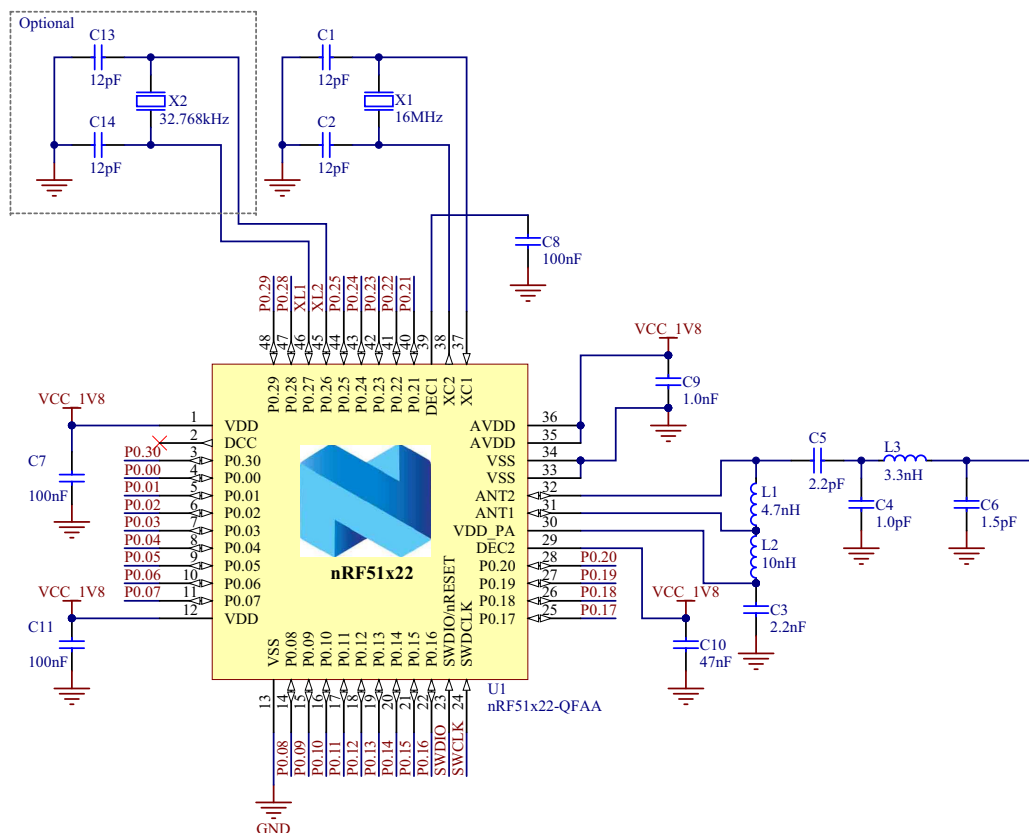 Optional
C13
12pF
X2
32.768kHz
C14
12pF
C1
12pF
X1
16MHz
C2
12pF
C8
100nF
P0.29
P0.28
XL1
XL2
P0.25
P0.24
P0.23
P0.22
P0.21
48
47
46
45
44
43
42
41
40
39
38
37
P0.29
P0.28
P0.27
P0.26
P0.25
P0.24
P0.23
P0.22
P0.21
DEC1
XC2
XC1
VCC_1V8
C7
100nF
P0.30
P0.00
P0.01
P0.02
P0.03
P0.04
P0.05
P0.06
P0.07
VCC_1V8
C11
100nF
1 VDD
2 DCC
3 P0.30
4 P0.00
5 P0.01
6 P0.02
7 P0.03
8 P0.04
9 P0.05
10 P0.06
11 P0.07
12 VDD
nRF51x22
AVDD 36
AVDD 35
VSS 34
VSS 33
ANT2 32
ANT1 31
VDD_PA 30
DEC2 29
P0.20 28 P0.20
P0.19 27 P0.19
P0.18 26 P0.18
P0.17 25 P0.17
VCC_1V8
C9
1.0nF
C5
2.2pF
L3
3.3nH
L1
4.7nH
C4
1.0pF
C6
1.5pF
L2
10nH
C3
2.2nF
VCC_1V8
C10
47nF
VSS
P0.08
P0.09
P0.10
P0.11
P0.12
P0.13
P0.14
P0.15
P0.16
SWDIO/nRESET
SWDCLK
U1
nRF51x22-QFAA
13
14
15
16
17
18
19
20
21
22
23
24
P0.08
P0.09
P0.10
P0.11
P0.12
P0.13
P0.14
P0.15
P0.16
SWDIO
SWCLK
GND